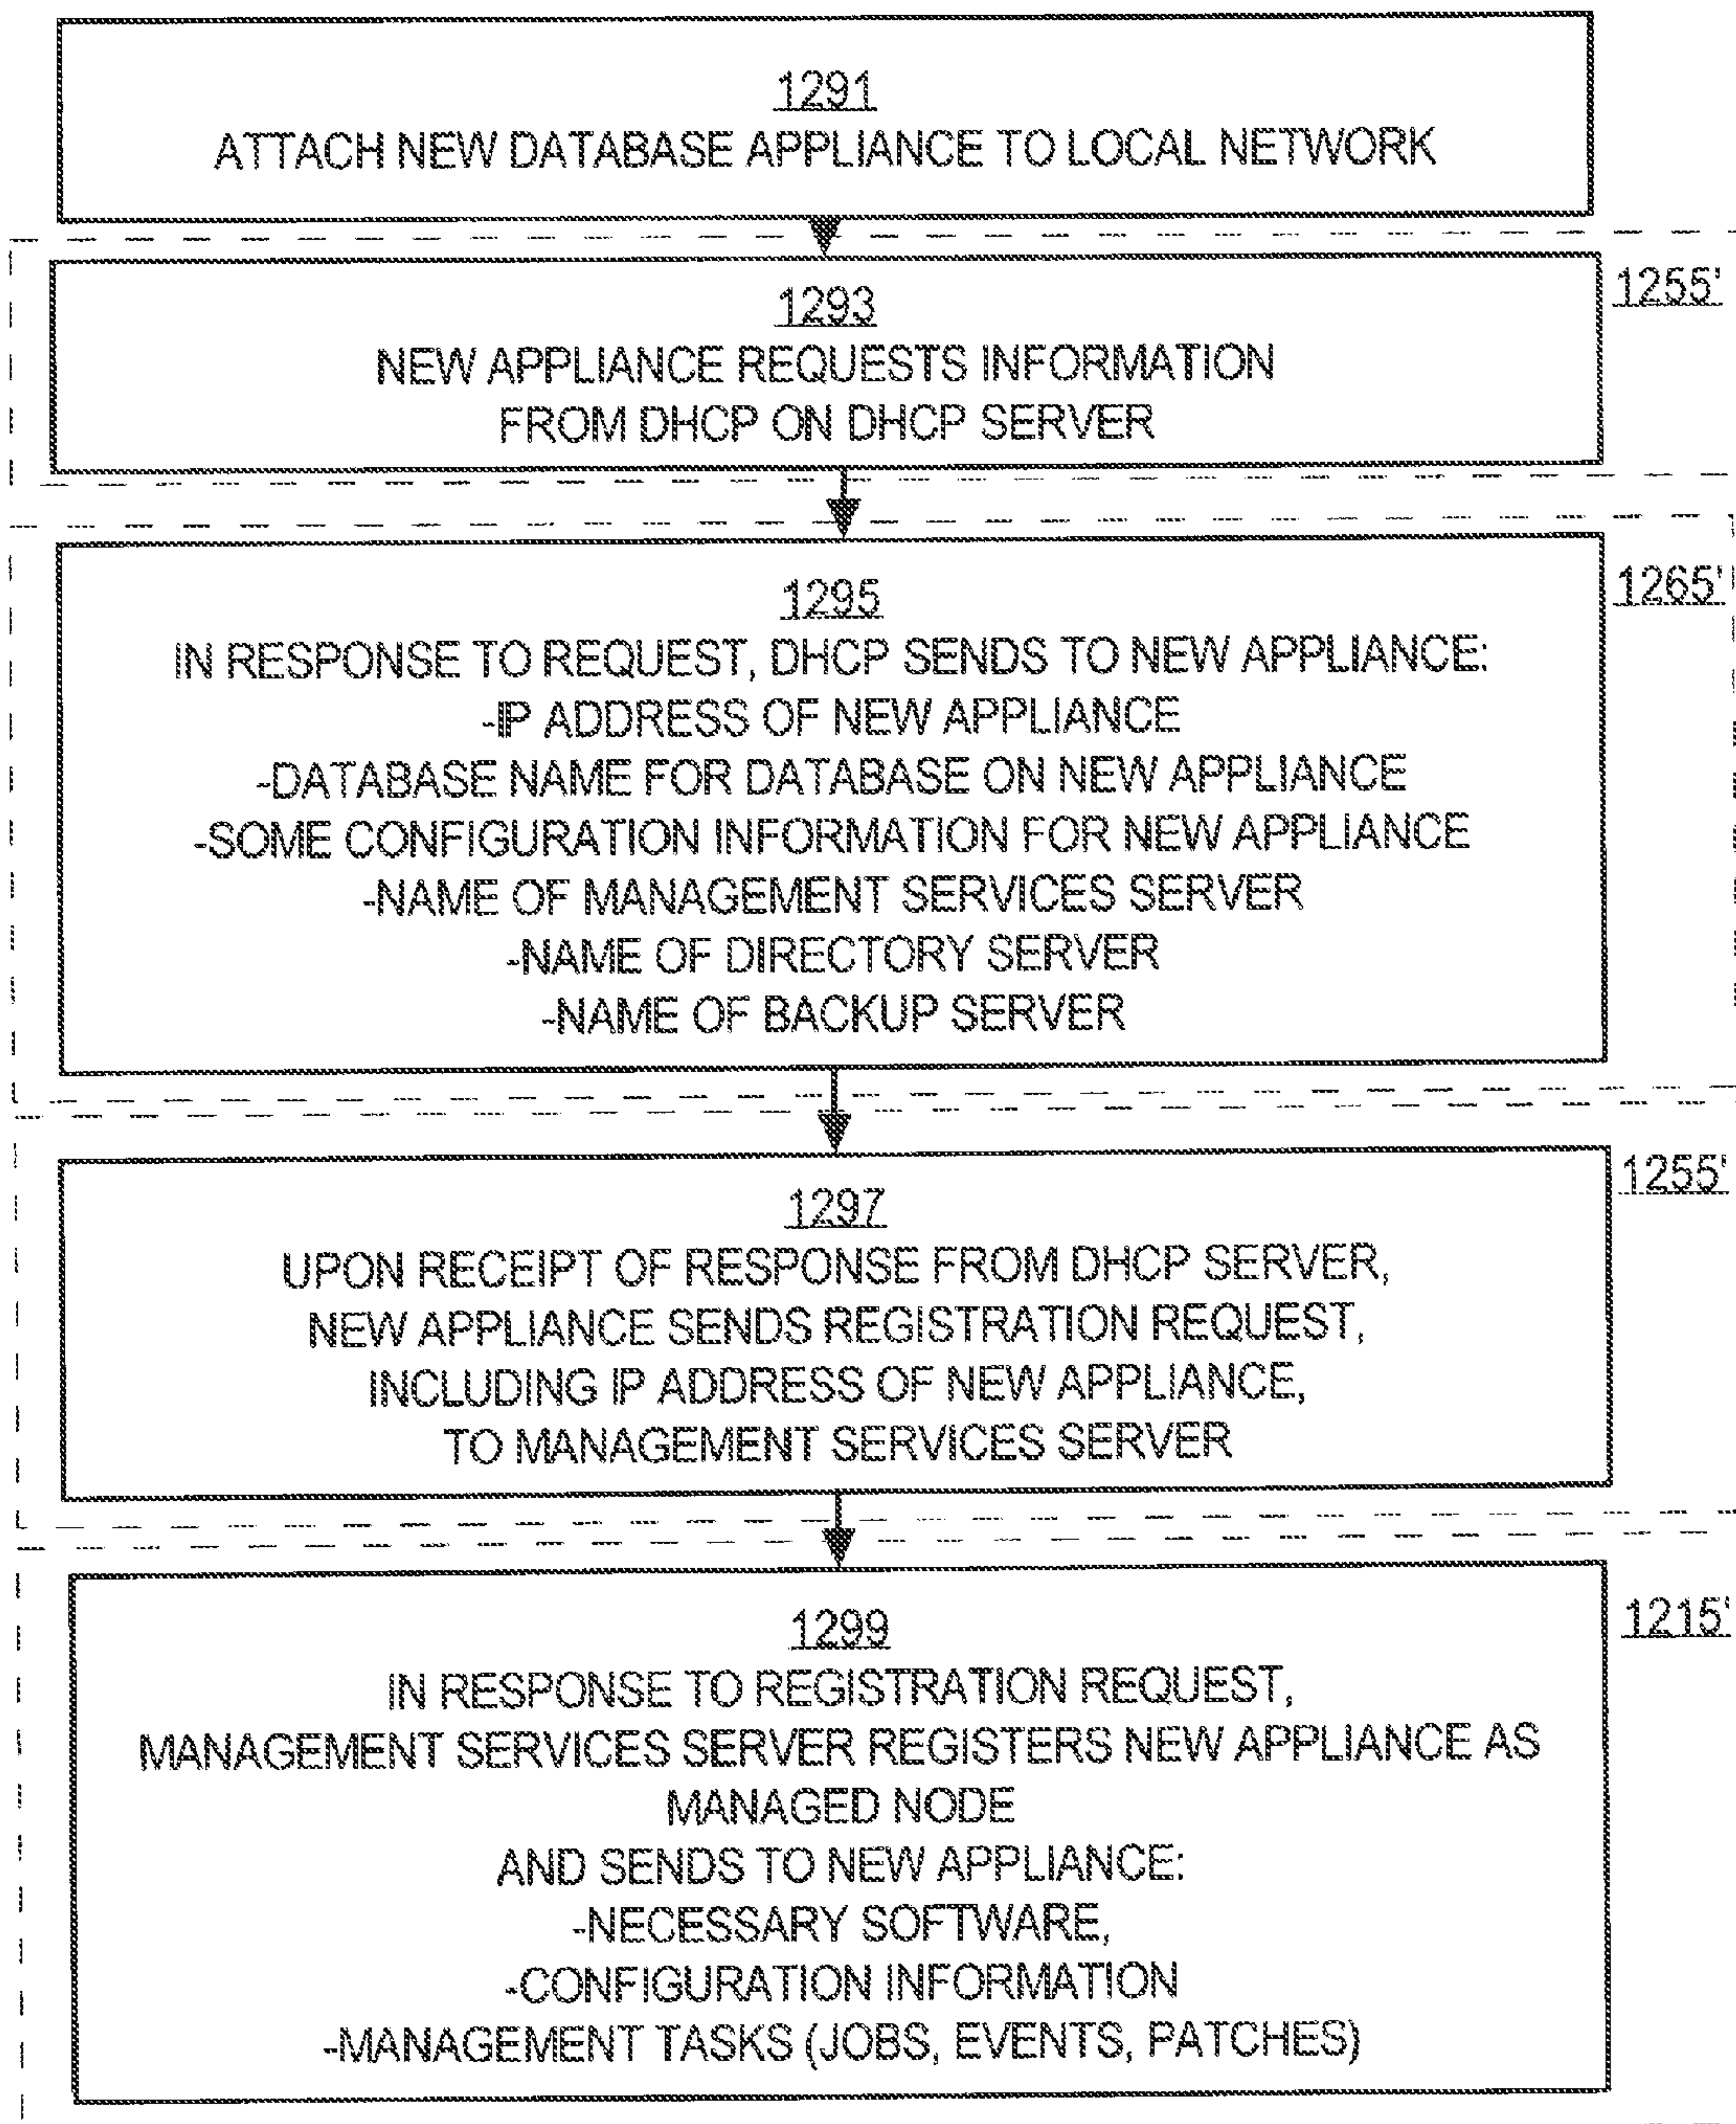 1291
ATTACH NEW DATABASE APPLIANCE TO LOCAL NETWORK
1255'
1293
NEW APPLIANCE REQUESTS INFORMATION
FROM DHCP ON DHCP SERVER
1265'
1295
IN RESPONSE TO REQUEST, DHCP SENDS TO NEW APPLIANCE:
-IP ADDRESS OF NEW APPLIANCE
-DATABASE NAME FOR DATABASE ON NEW APPLIANCE
-SOME CONFIGURATION INFORMATION FOR NEW APPLIANCE
-NAME OF MANAGEMENT SERVICES SERVER
-NAME OF DIRECTORY SERVER
-NAME OF BACKUP SERVER
1255'
1297
UPON RECEIPT OF RESPONSE FROM DHCP SERVER,
NEW APPLIANCE SENDS REGISTRATION REQUEST,
INCLUDING IP ADDRESS OF NEW APPLIANCE,
TO MANAGEMENT SERVICES SERVER
1215'
1299
IN RESPONSE TO REGISTRATION REQUEST,
MANAGEMENT SERVICES SERVER REGISTERS NEW APPLIANCE AS
MANAGED NODE
AND SENDS TO NEW APPLIANCE:
-NECESSARY SOFTWARE,
-CONFIGURATION INFORMATION
-MANAGEMENT TASKS (JOBS, EVENTS, PATCHES)